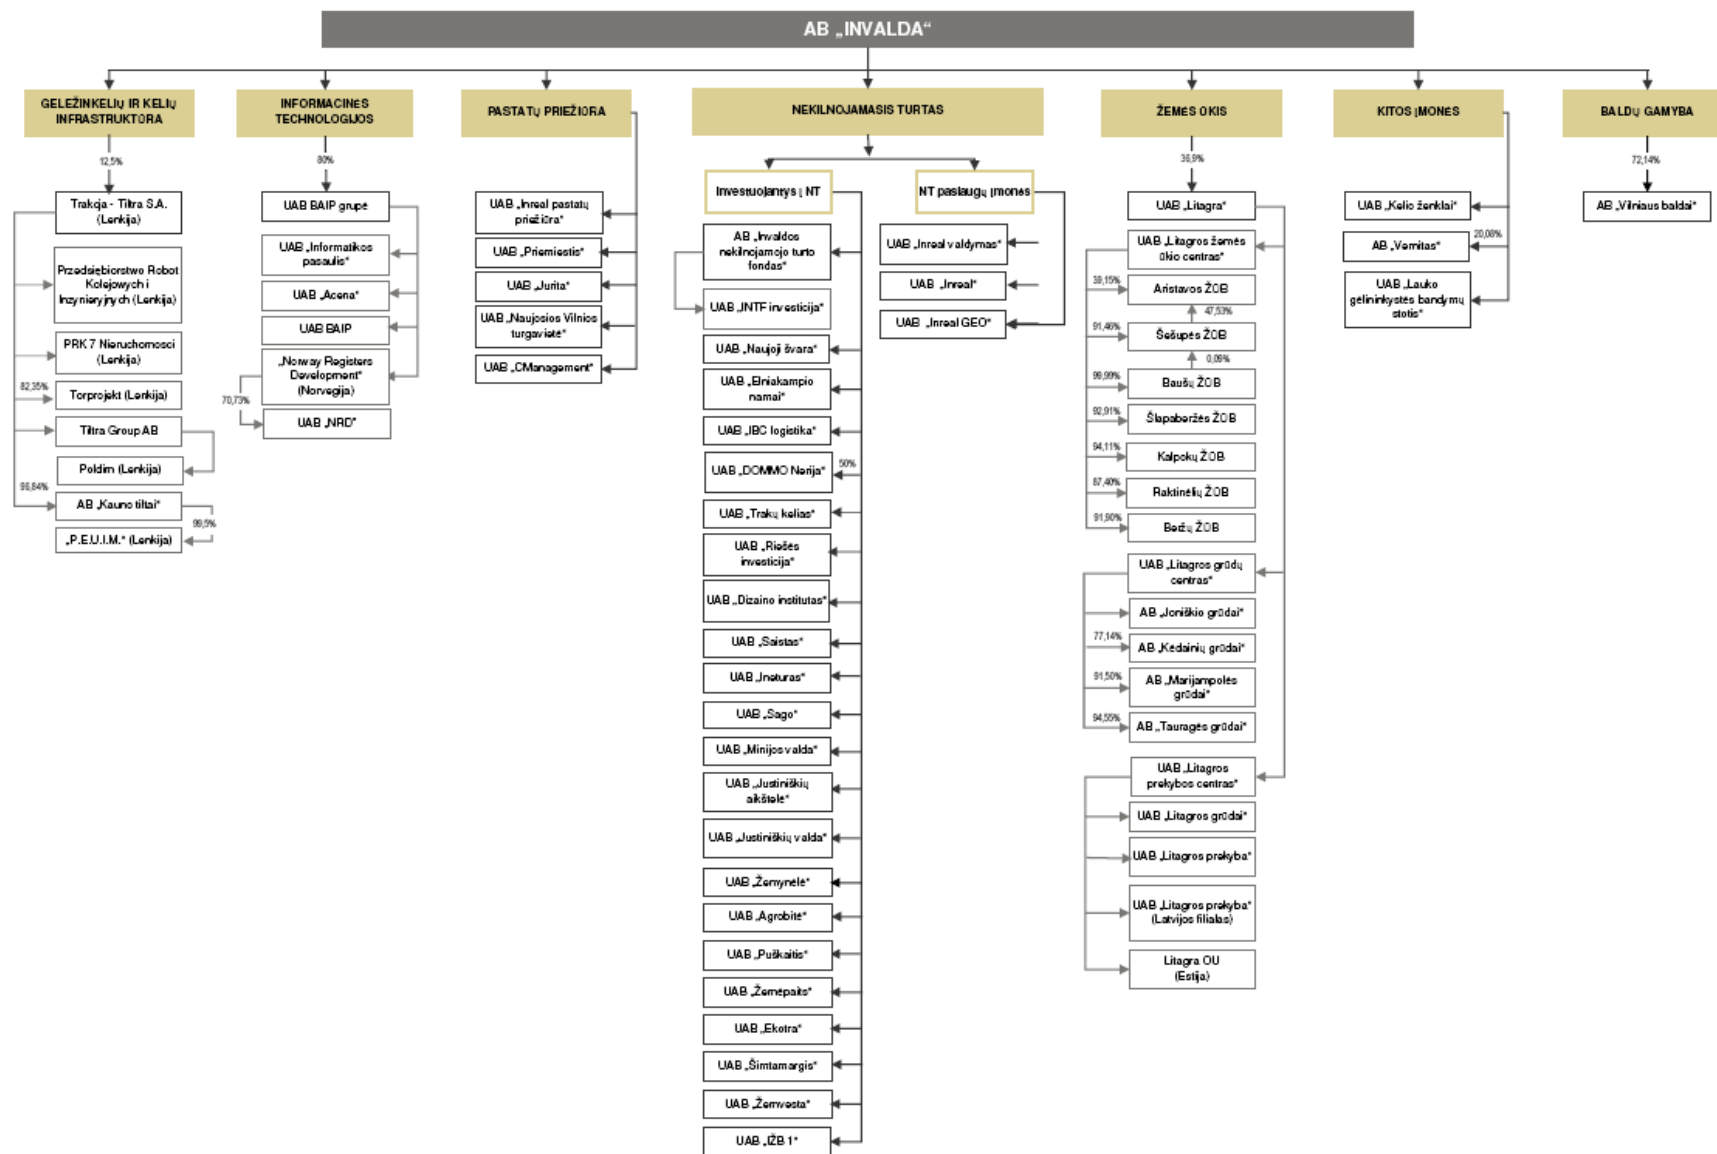 AB „INVALDA“
GELEŽINKELIŲ IR KELIŲ
INFRASTRUKTŪRA
12,5%
Trakcja - Tiltra S.A.
(Lenkija)
Przedsiębiorstwo Robot
Kolejowych i
Inzynieryjnych (Lenkija)
PRK 7 Nieruchomosci
(Lenkija)
82,35%
Torprojekt (Lenkija)
Tiltra Group AB
Poldim (Lenkija)
96,84%
AB „Kauno tiltai“
99,5%
„P.E.U.I.M.“ (Lenkija)
INFORMACINĖS
TECHNOLOGIJOS
80%
UAB BAIP grupė
UAB „Informatikos
pasaulis“
UAB „Acena“
UAB BAIP
„Norway Registers
Development“
(Norvegija)
70,73%
UAB „NRD“
PASTATŲ PRIEŽIŪRA
UAB „Inreal pastatų
priežiūra“
UAB „Priemiestis“
UAB „Jurita“
UAB „Naujosios Vilnios
turgavietė“
UAB „CManagement“
NEKILNOJAMASIS TURTAS
Investuojantys į NT
AB „Invaldos
nekilnojamojo turto
fondas“
UAB „INTF investicija“
UAB „Naujoji švara“
UAB „Elniakampio
namai“
UAB „IBC logistika“
50%
UAB „DOMMO Nerija“
UAB „Trakų kelias“
UAB „Riešės
investicija“
UAB „Dizaino institutas“
UAB „Saistas“
UAB „Ineturas“
UAB „Sago“
UAB „Minijos valda“
UAB „Justiniškių
aikštelė“
UAB „Justiniškių valda“
UAB „Žemynėlė“
UAB „Agrobitė“
UAB „Puškaitis“
UAB „Žemėpatis“
UAB „Ekotra“
UAB „Šimtamargis“
UAB „Žemvesta“
UAB „IŽB 1“
NT paslaugų įmonės
UAB „Inreal valdymas“
UAB „Inreal“
UAB „Inreal GEO“
ŽEMĖS ŪKIS
36,9%
UAB „Litagra“
UAB „Litagros žemės
ūkio centras“
39,15%
Aristavos ŽŪB
47,53%
91,46%
Šešupės ŽŪB
0,09%
99,99%
Baušų ŽŪB
92,91%
Šlapaberžės ŽŪB
94,11%
Kalpokų ŽŪB
87,40%
Raktinėlių ŽŪB
91,90%
Beržų ŽŪB
UAB „Litagros grūdų
centras“
AB „Joniškio grūdai“
77,14%
AB „Kėdainių grūdai“
91,50%
AB „Marijampolės
grūdai“
94,55%
AB „Tauragės grūdai“
UAB „Litagros
prekybos centras“
UAB „Litagros grūdai“
UAB „Litagros prekyba“
UAB „Litagros prekyba“
(Latvijos filialas)
Litagra OU
(Estija)
KITOS ĮMONĖS
UAB „Kelio ženklai“
20,08%
AB „Vernitas“
UAB „Lauko
gėlininkystės bandymų
stotis“
BALDŲ GAMYBA
72,14%
AB „Vilniaus baldai“